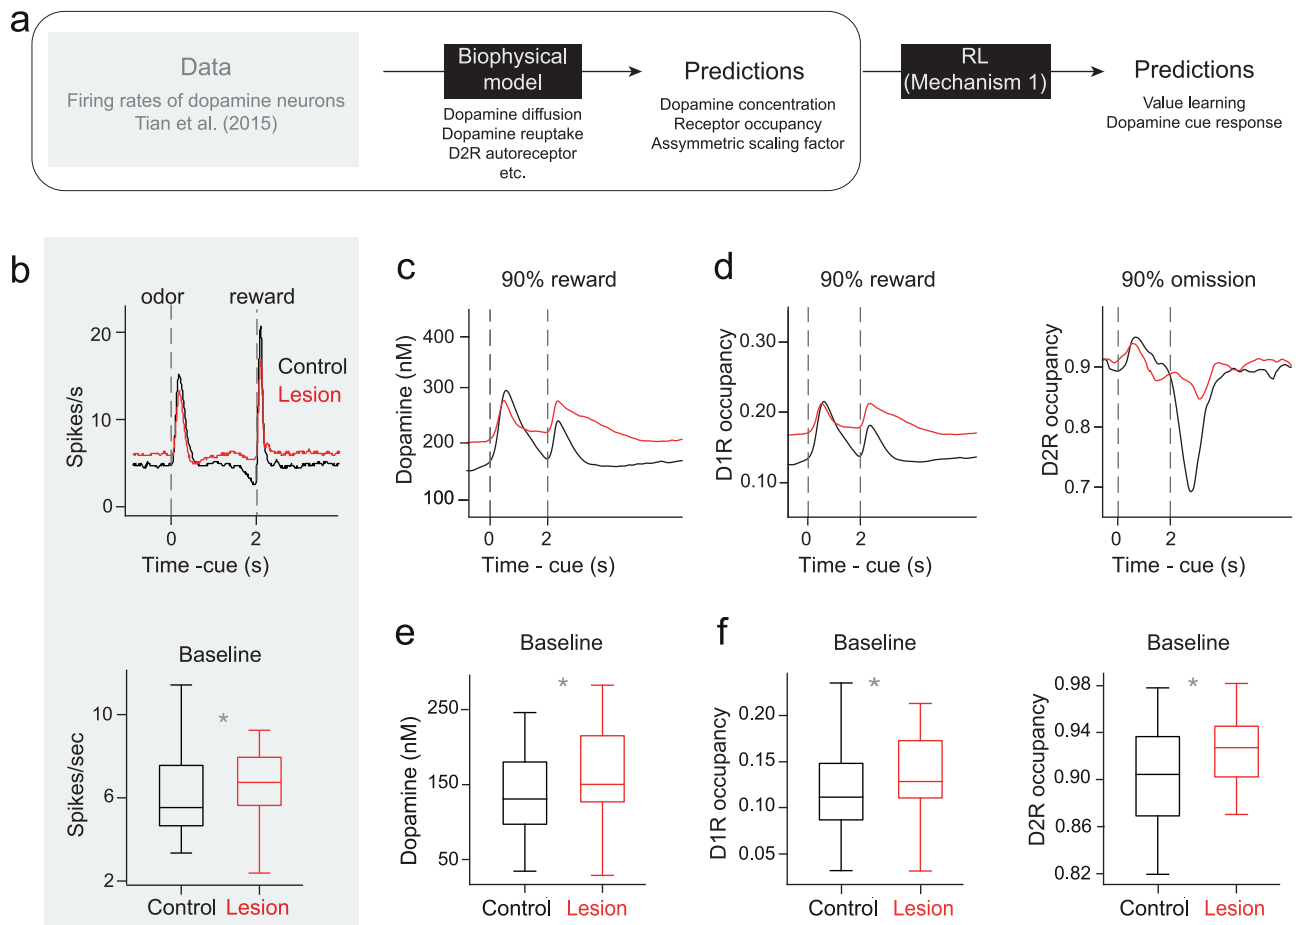 a
Data
Firing rates of dopamine neurons
Tian et al. (2015)
Biophysical
model
Dopamine diffusion
Dopamine reuptake
D2R autoreceptor
etc.
Predictions
Dopamine concentration
Receptor occupancy
Assymmetric scaling factor
RL
(Mechanism 1)
Predictions
Value learning
Dopamine cue response
b
odor
reward
Control
Lesion
Spikes/s
20
10
0
0
2
Time -cue (s)
Baseline
*
Spikes/sec
10
6
2
Control
Lesion
c
90% reward
Dopamine (nM)
400
300
200
100
0
2
Time - cue (s)
d
90% reward
D1R occupancy
0.30
0.20
0.10
0
2
Time - cue (s)
90% omission
D2R occupancy
0.9
0.8
0.7
0
2
Time - cue (s)
e
Baseline
*
Dopamine (nM)
250
150
50
Control
Lesion
f
Baseline
*
D1R occupancy
0.20
0.15
0.10
0.05
Control
Lesion
Baseline
*
D2R occupancy
0.98
0.94
0.90
0.86
0.82
Control
Lesion